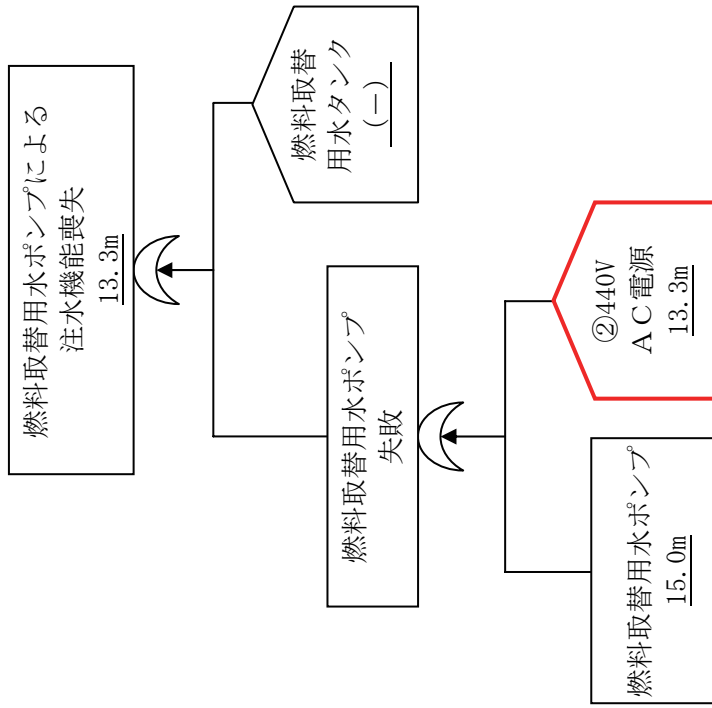 燃料取替用水ポンプによる
注水機能喪失
13.3m
燃料取替
用水タンク
(－)
燃料取替用水ポンプ
失敗
燃料取替用水ポンプ
15.0m
②440V
ＡＣ電源
13.3m